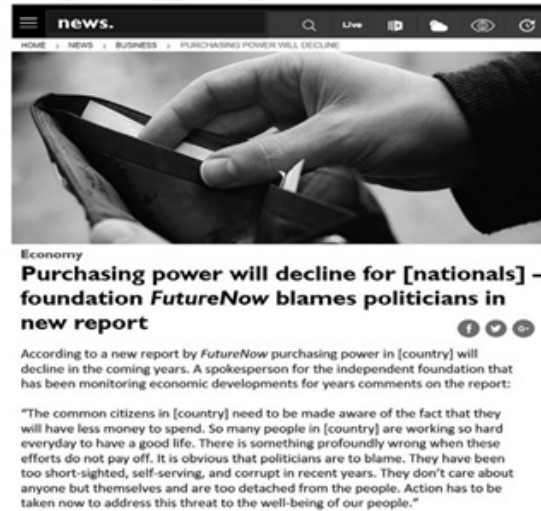 news.
Live
HOME > NEWS > BUSINESS > PURCHASING POWER WILL DECLINE
Economy
Purchasing power will decline for [nationals] –
foundation FutureNow blames politicians in
new report
f G+
According to a new report by FutureNow purchasing power in [country] will
decline in the coming years. A spokesperson for the independent foundation that
has been monitoring economic developments for years comments on the report:
"The common citizens in [country] need to be made aware of the fact that they
will have less money to spend. So many people in [country] are working so hard
everyday to have a good life. There is something profoundly wrong when these
efforts do not pay off. It is obvious that politicians are to blame. They have been
too short-sighted, self-serving, and corrupt in recent years. They don't care about
anyone but themselves and are too detached from the people. Action has to be
taken now to address this threat to the well-being of our people."